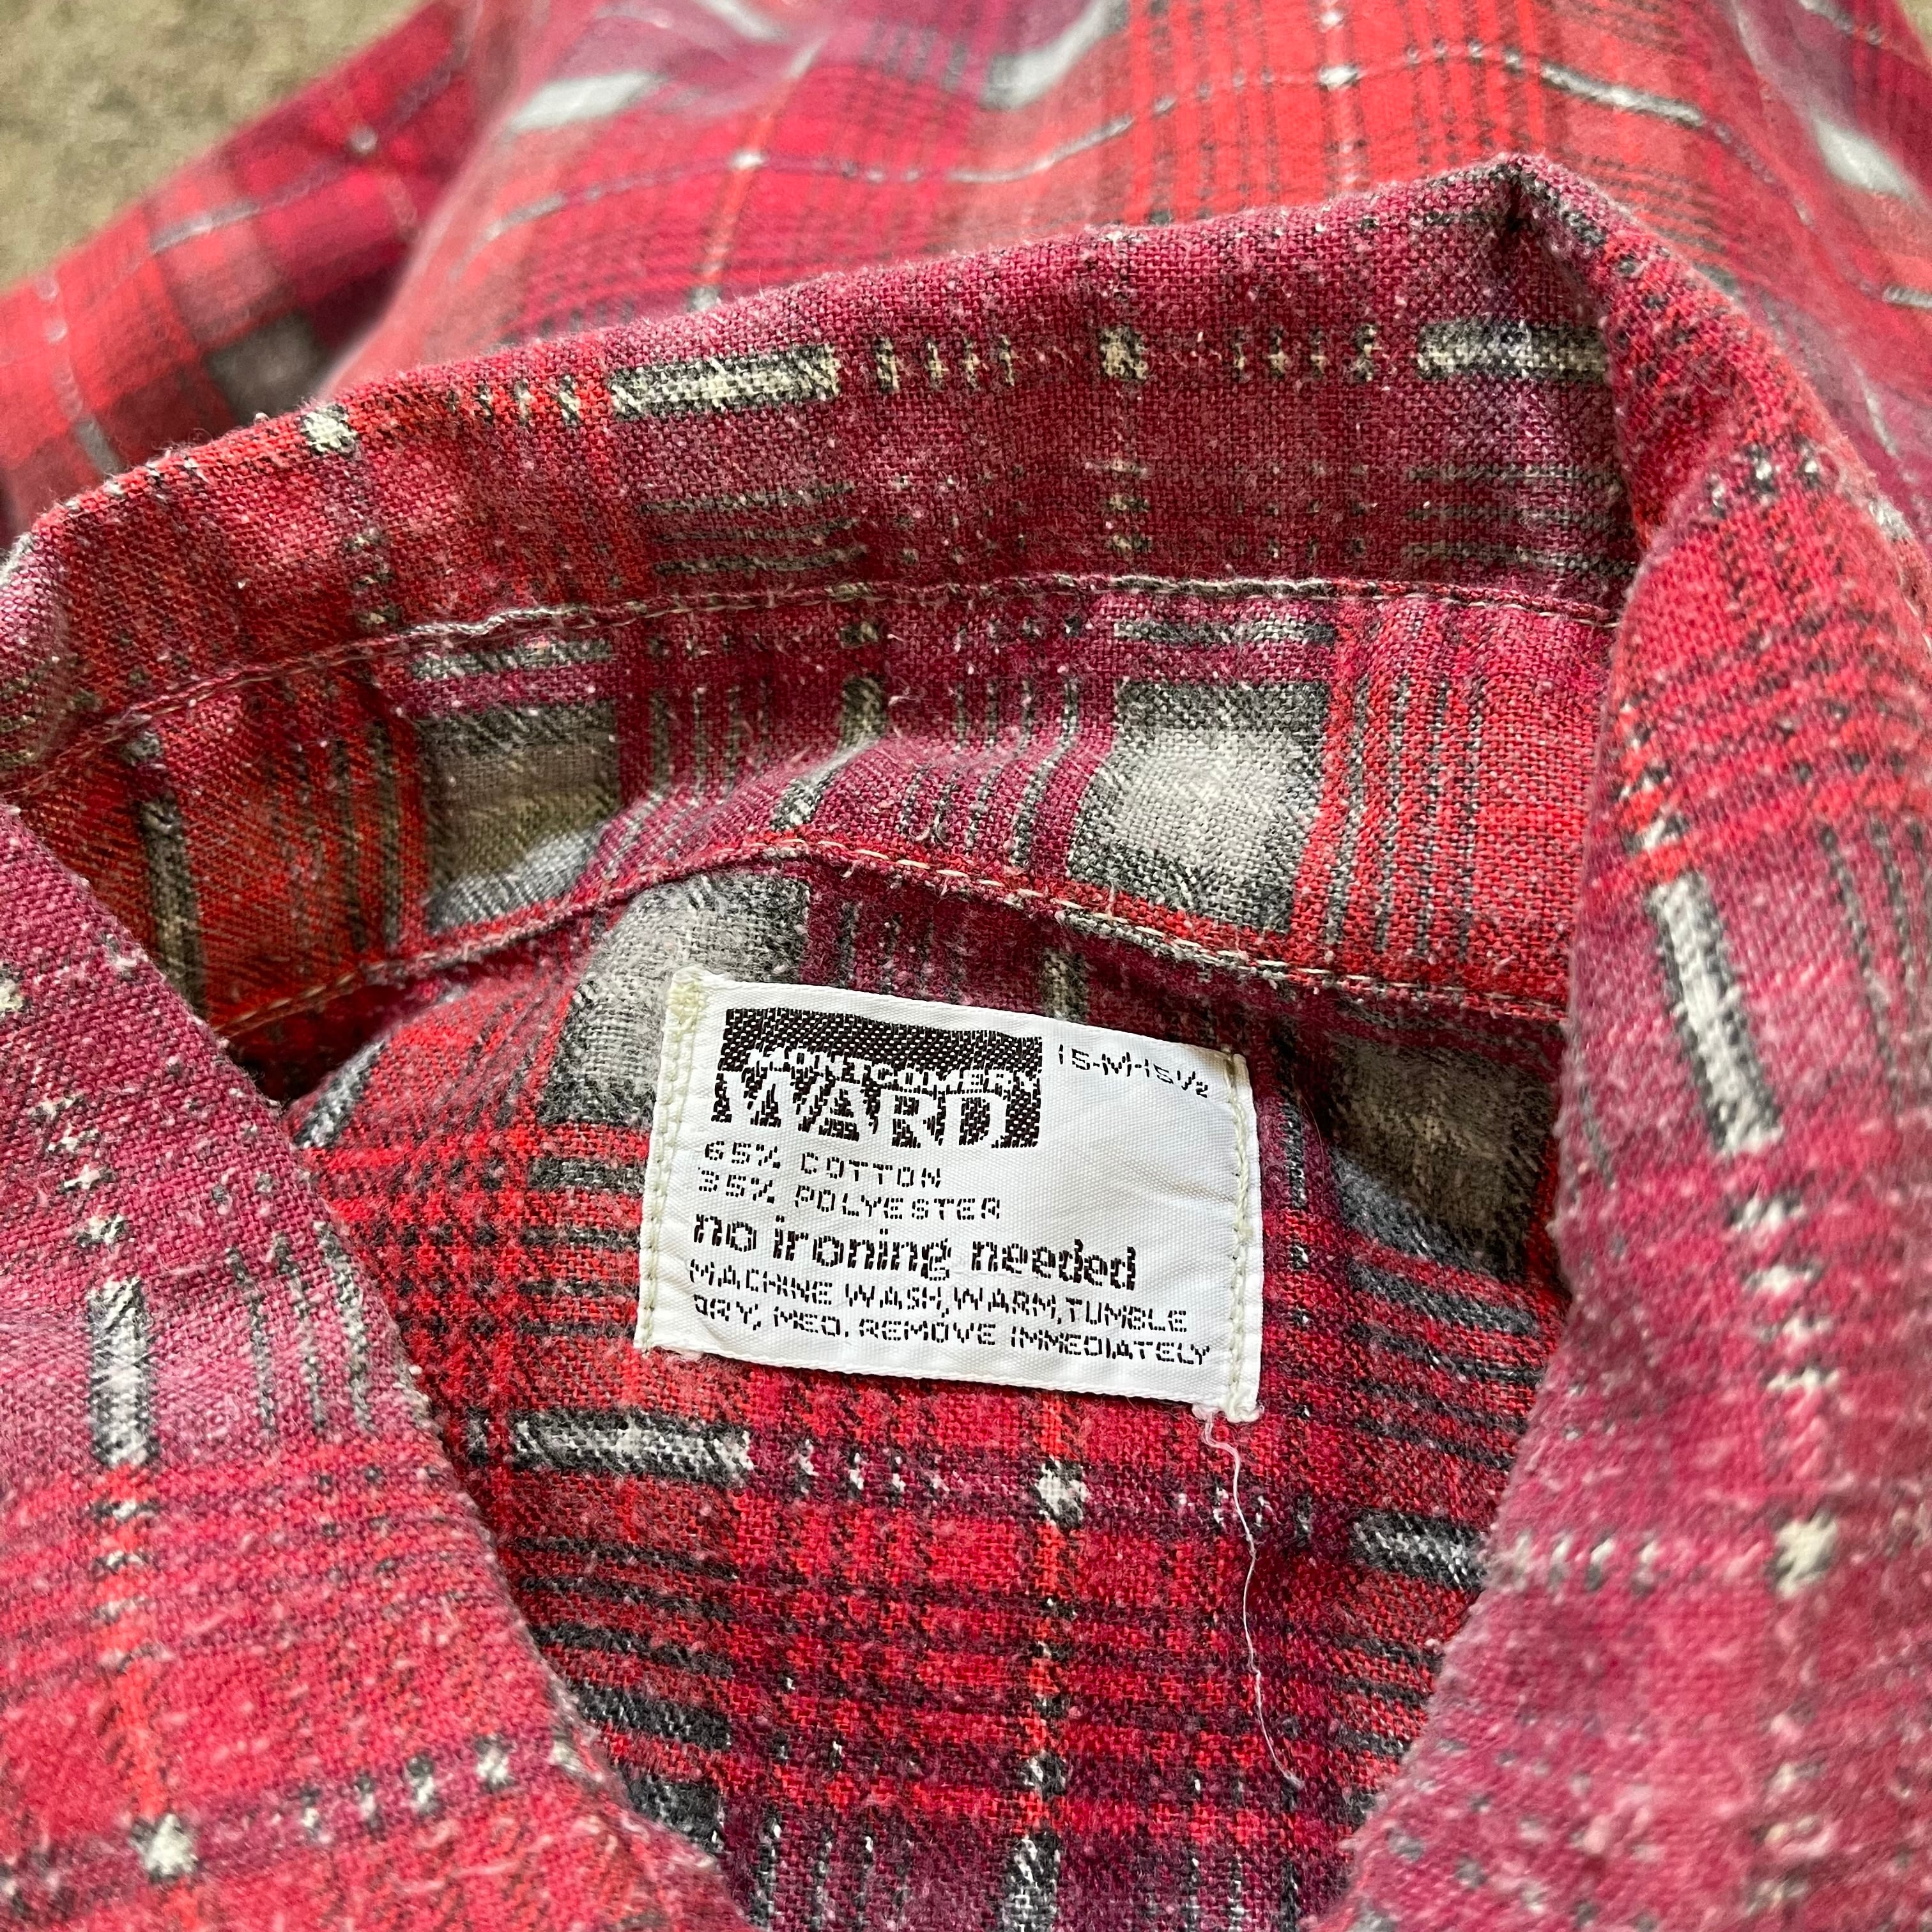 MONTGOMERY
WARD
15-M-15½
65% COTTON
35% POLYESTER
no ironing needed
MACHINE WASH, WARM, TUMBLE
DRY, MED. REMOVE IMMEDIATELY